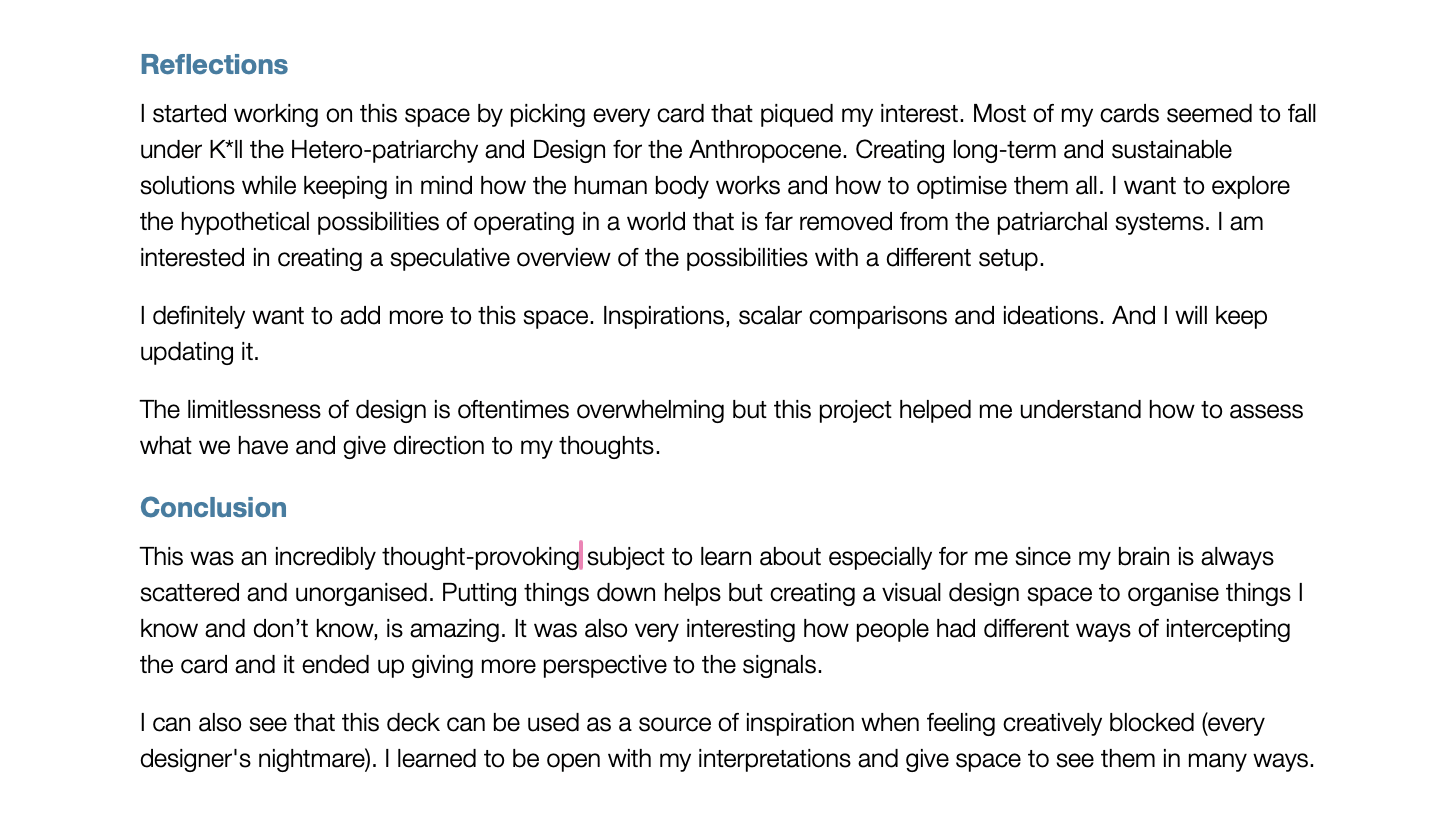 Reflections
I started working on this space by picking every card that piqued my interest. Most of my cards seemed to fall
under K*ll the Hetero-patriarchy and Design for the Anthropocene. Creating long-term and sustainable
solutions while keeping in mind how the human body works and how to optimise them all. I want to explore
the hypothetical possibilities of operating in a world that is far removed from the patriarchal systems. I am
interested in creating a speculative overview of the possibilities with a different setup.
I definitely want to add more to this space. Inspirations, scalar comparisons and ideations. And I will keep
updating it.
The limitlessness of design is oftentimes overwhelming but this project helped me understand how to assess
what we have and give direction to my thoughts.
Conclusion
This was an incredibly thought-provoking subject to learn about especially for me since my brain is always
scattered and unorganised. Putting things down helps but creating a visual design space to organise things I
know and don’t know, is amazing. It was also very interesting how people had different ways of intercepting
the card and it ended up giving more perspective to the signals.
I can also see that this deck can be used as a source of inspiration when feeling creatively blocked (every
designer's nightmare). I learned to be open with my interpretations and give space to see them in many ways.